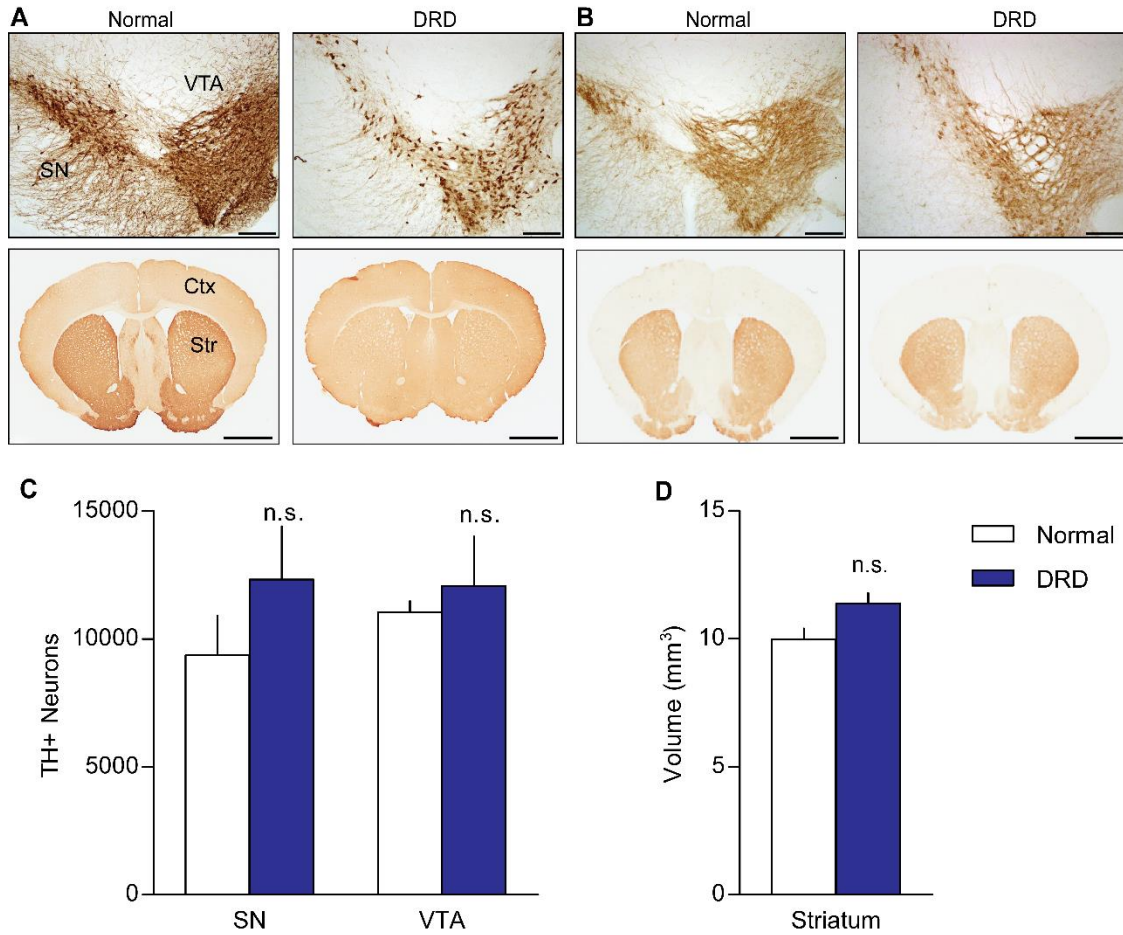 A
Normal
DRD
B
Normal
DRD
VTA
SN
Ctx
Str
C
TH+ Neurons
15000
10000
5000
0
n.s.
n.s.
SN
VTA
D
Volume (mm³)
15
10
5
0
n.s.
Striatum
Normal
DRD